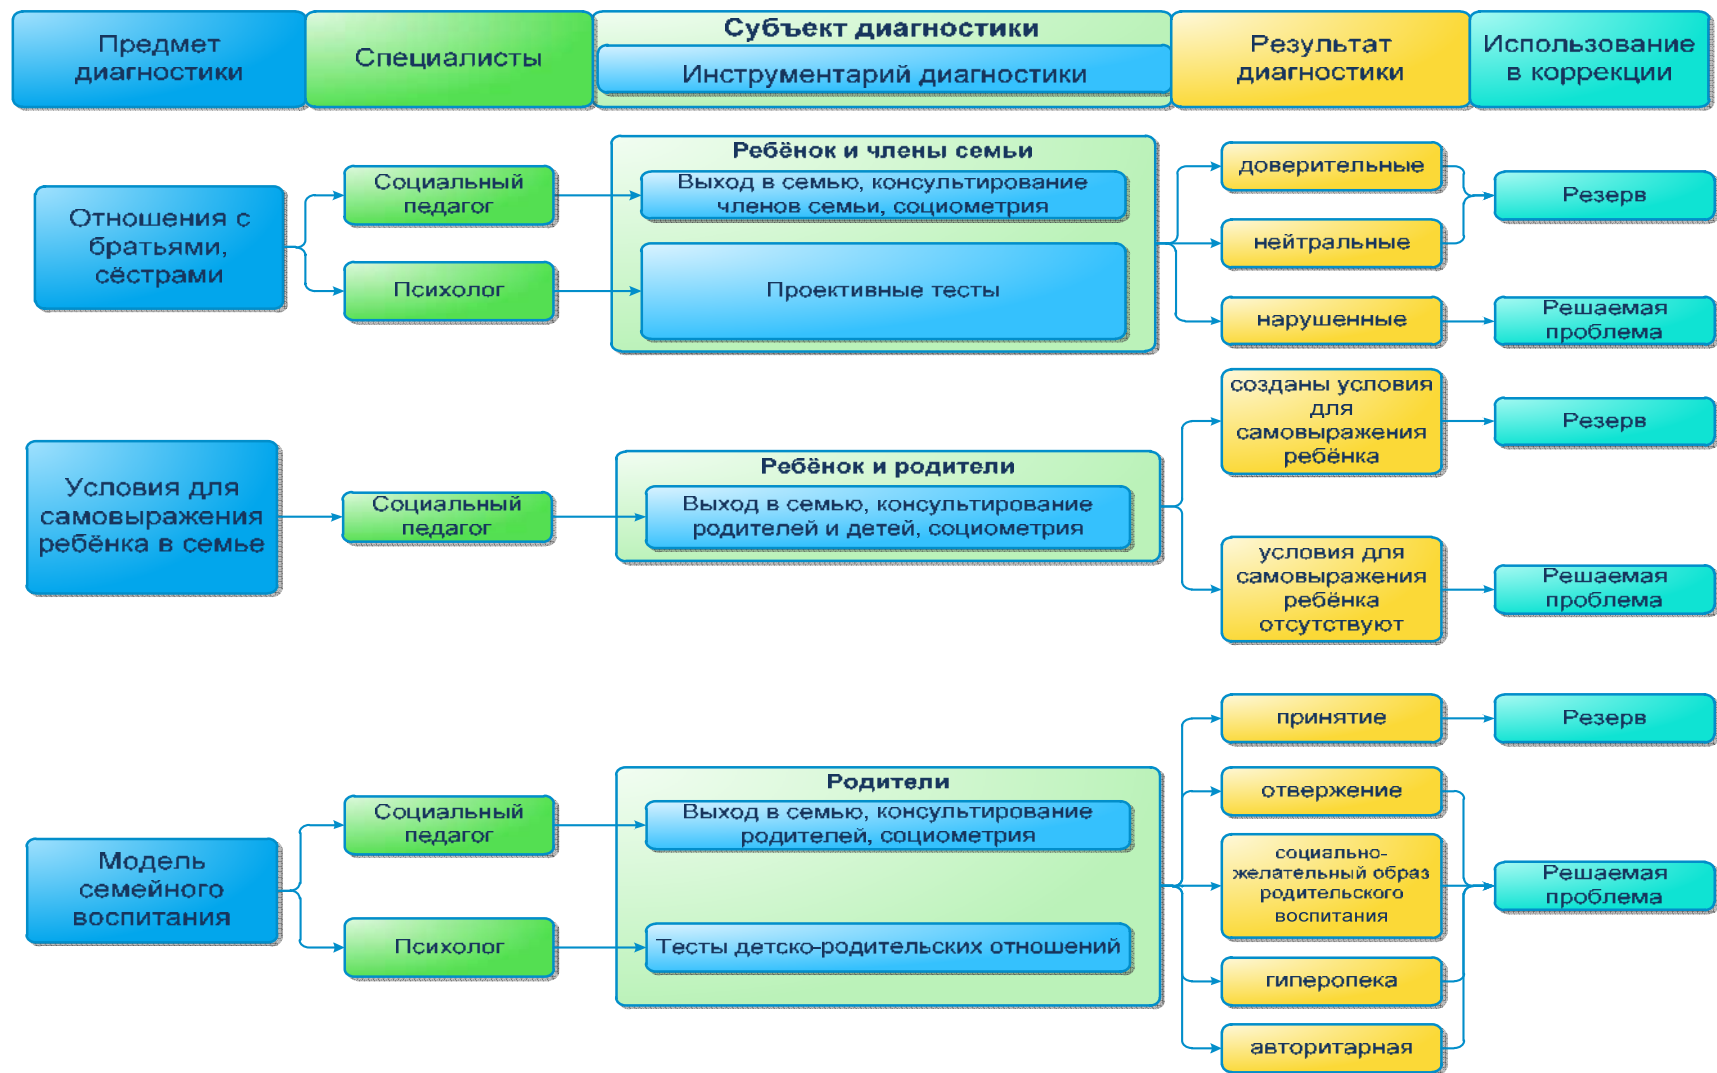 Предмет
диагностики
Специалисты
Субъект диагностики
Инструментарий диагностики
Результат
диагностики
Использование
в коррекции
Отношения с
братьями,
сёстрами
Социальный
педагог
Психолог
Ребёнок и члены семьи
Выход в семью, консультирование
членов семьи, социометрия
Проективные тесты
доверительные
нейтральные
нарушенные
Резерв
Решаемая
проблема
Условия для
самовыражения
ребёнка в семье
Социальный
педагог
Ребёнок и родители
Выход в семью, консультирование
родителей и детей, социометрия
созданы условия
для
самовыражения
ребёнка
условия для
самовыражения
ребёнка
отсутствуют
Резерв
Решаемая
проблема
Модель
семейного
воспитания
Социальный
педагог
Психолог
Родители
Выход в семью, консультирование
родителей, социометрия
Тесты детско-родительских отношений
принятие
отвержение
социально-
желательный образ
родительского
воспитания
гиперопека
авторитарная
Резерв
Решаемая
проблема